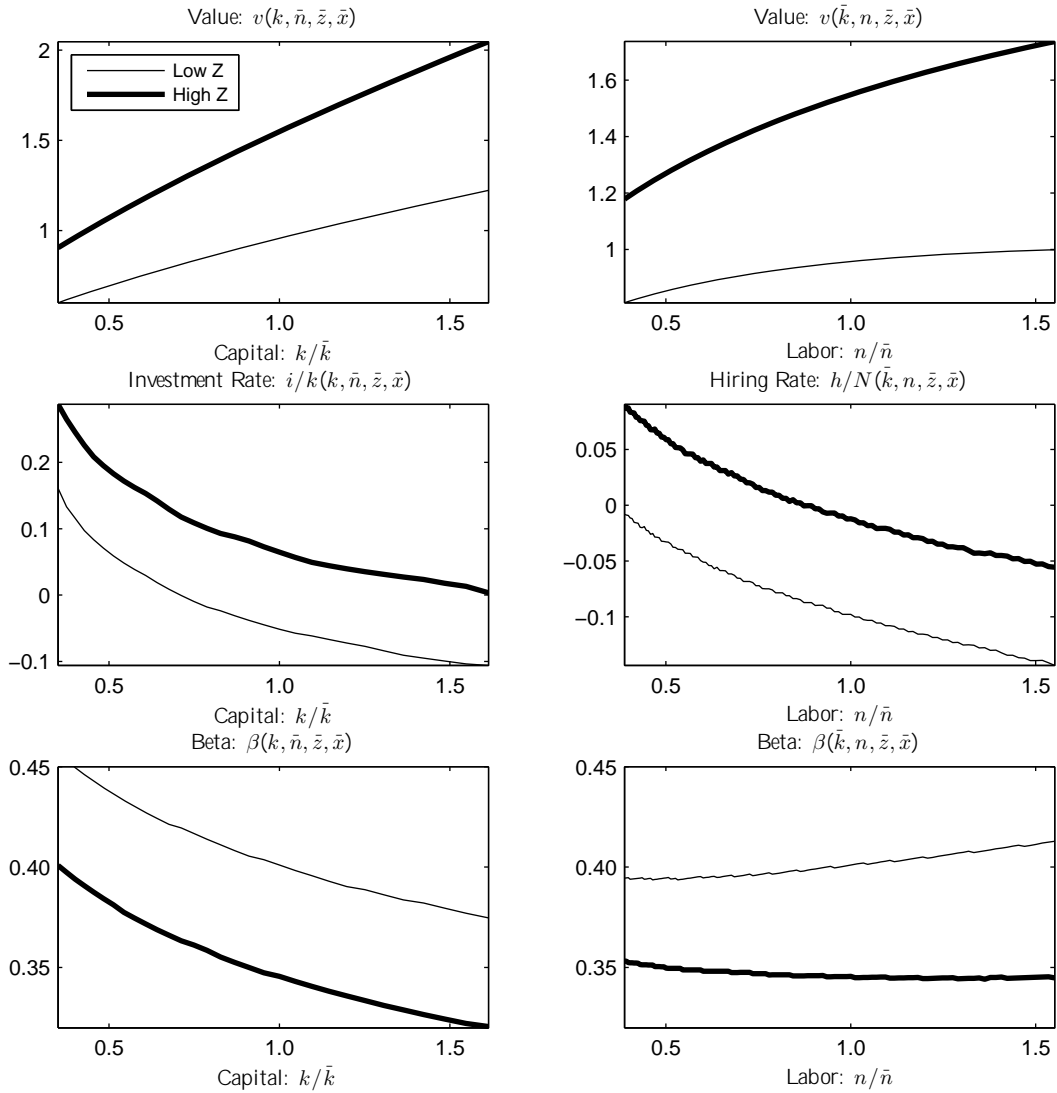 Value: v(k, n̄, z̄, x̄)
2
1.5
1
Low Z
High Z
0.5 1.0 1.5
Capital: k/k̄
Value: v(k̄, n, z̄, x̄)
1.6
1.4
1.2
1
0.5 1.0 1.5
Labor: n/n̄
Investment Rate: i/k(k, n̄, z̄, x̄)
0.2
0.1
0
−0.1
0.5 1.0 1.5
Capital: k/k̄
Hiring Rate: h/N(k̄, n, z̄, x̄)
0.05
0
−0.05
−0.1
0.5 1.0 1.5
Labor: n/n̄
Beta: β(k, n̄, z̄, x̄)
0.45
0.40
0.35
0.5 1.0 1.5
Capital: k/k̄
Beta: β(k̄, n, z̄, x̄)
0.45
0.40
0.35
0.5 1.0 1.5
Labor: n/n̄